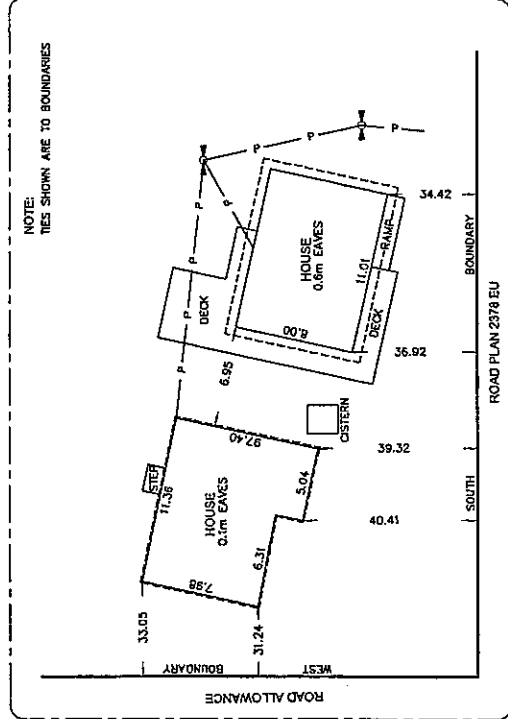 NOTE:
TIES SHOWN ARE TO BOUNDARIES
P
P
P
P
P
P
P
STEP
11.36
HOUSE
0.1m EAVES
7.98
6.31
5.04
97.40
6.95
CISTERN
DECK
HOUSE
0.6m EAVES
8.00
11.01
DECK
RAMP
33.05
31.24
WEST BOUNDARY
ROAD ALLOWANCE
40.41
39.32
36.92
34.42
SOUTH BOUNDARY
ROAD PLAN 2378 EU